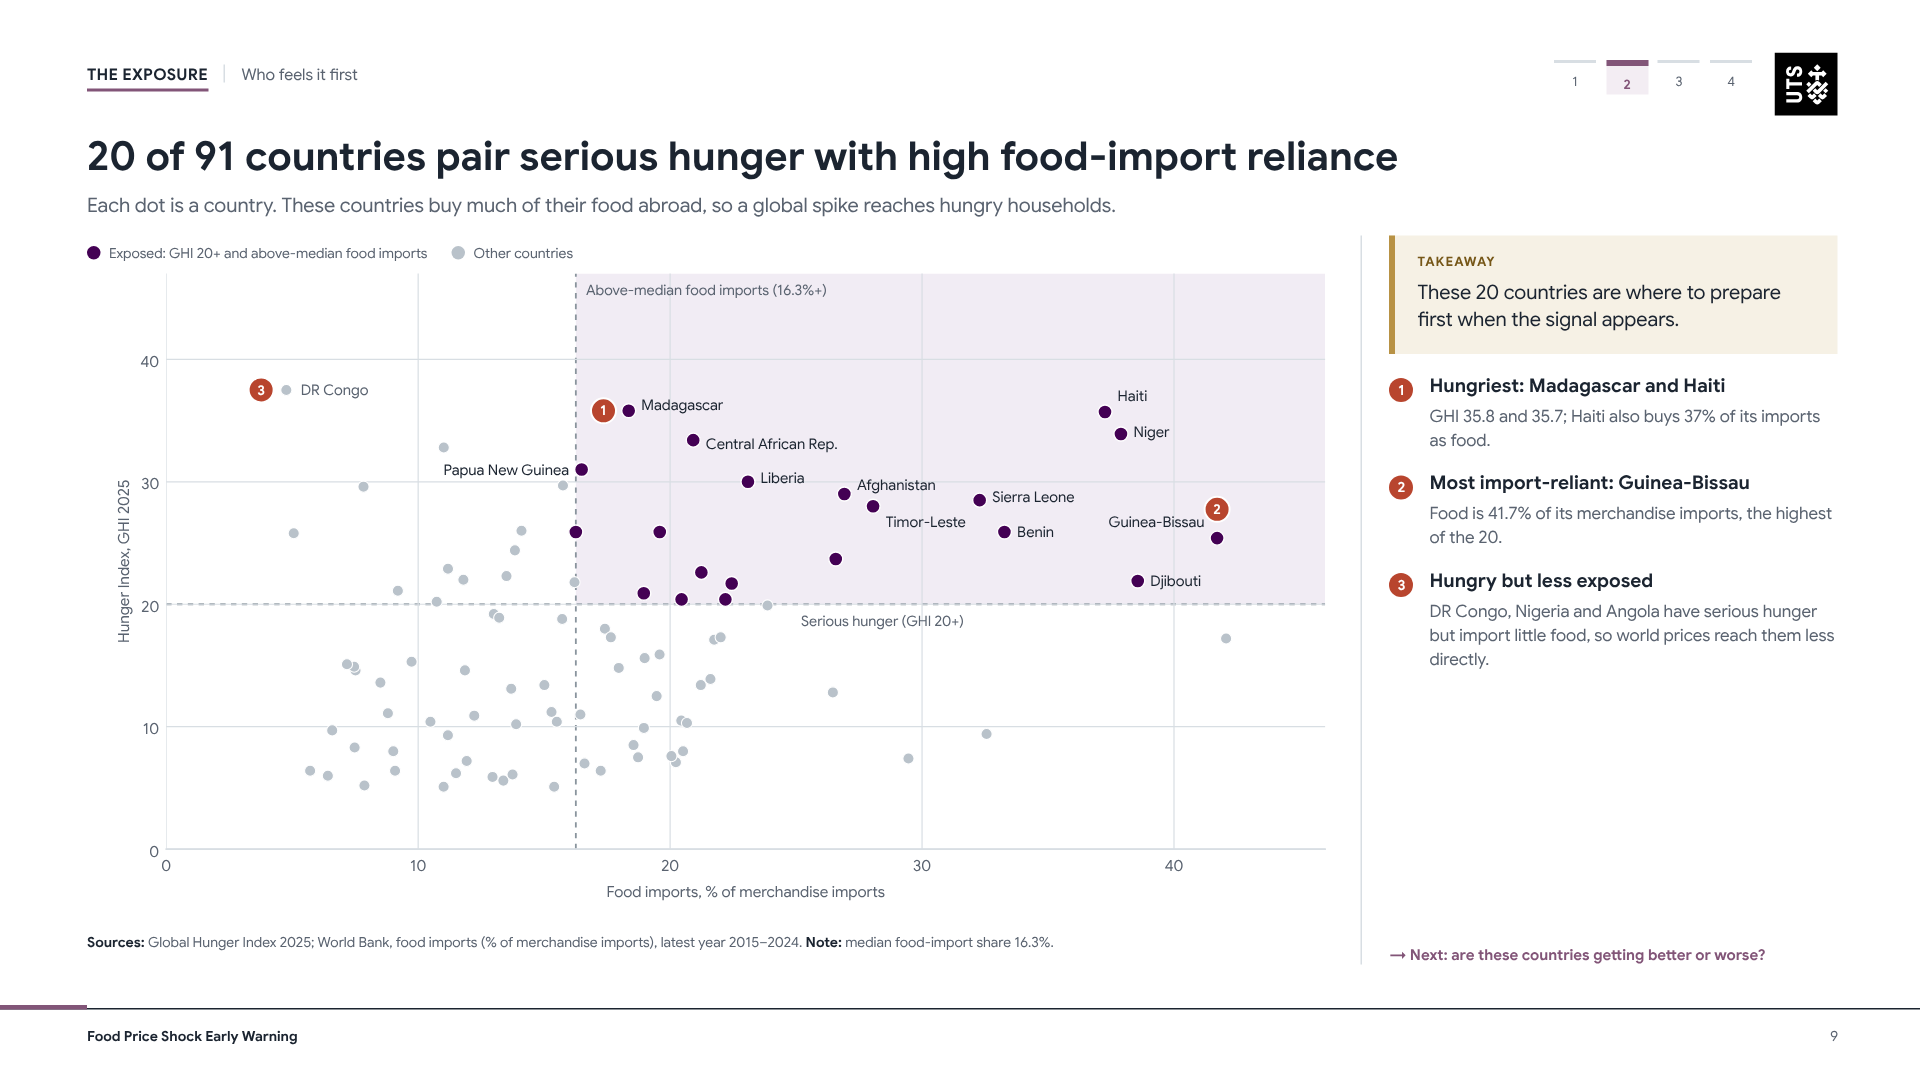 THE EXPOSURE
Who feels it first
1
2
3
4
UTS
20 of 91 countries pair serious hunger with high food-import reliance
Each dot is a country. These countries buy much of their food abroad, so a global spike reaches hungry households.
Exposed: GHI 20+ and above-median food imports
Other countries
Above-median food imports (16.3%+)
40
3
DR Congo
1
Madagascar
Haiti
Niger
Central African Rep.
Papua New Guinea
Liberia
30
Afghanistan
Sierra Leone
2
Timor-Leste
Guinea-Bissau
Benin
Djibouti
20
Serious hunger (GHI 20+)
Hunger Index, GHI 2025
10
0
0
10
20
30
40
Food imports, % of merchandise imports
Sources: Global Hunger Index 2025; World Bank, food imports (% of merchandise imports), latest year 2015–2024. Note: median food-import share 16.3%.
TAKEAWAY
These 20 countries are where to prepare
first when the signal appears.
1
Hungriest: Madagascar and Haiti
GHI 35.8 and 35.7; Haiti also buys 37% of its imports
as food.
2
Most import-reliant: Guinea-Bissau
Food is 41.7% of its merchandise imports, the highest
of the 20.
3
Hungry but less exposed
DR Congo, Nigeria and Angola have serious hunger
but import little food, so world prices reach them less
directly.
→ Next: are these countries getting better or worse?
Food Price Shock Early Warning
9